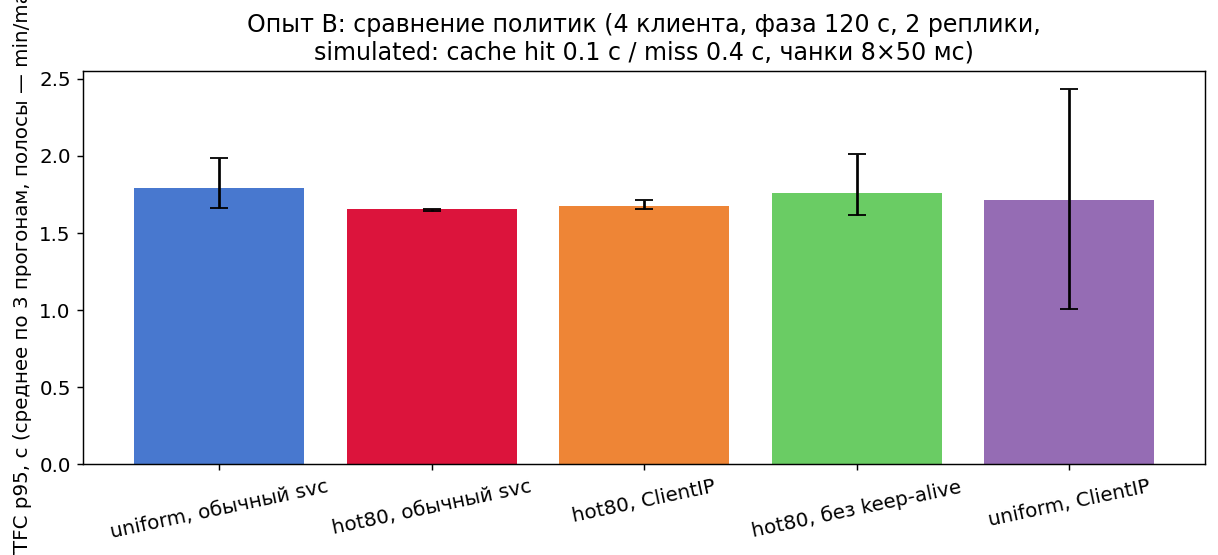 Опыт B: сравнение политик (4 клиента, фаза 120 с, 2 реплики,
simulated: cache hit 0.1 с / miss 0.4 с, чанки 8×50 мс)
TFC p95, с (среднее по 3 прогонам, полосы — min/ma
2.5
2.0
1.5
1.0
0.5
0.0
uniform, обычный svc
hot80, обычный svc
hot80, ClientIP
hot80, без keep-alive
uniform, ClientIP